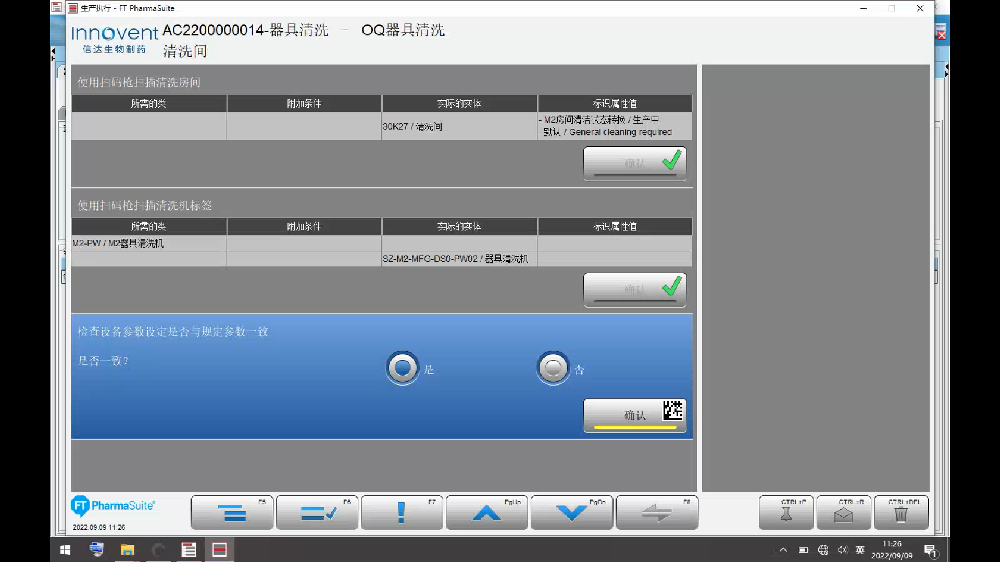 生产执行 - FT PharmaSuite
Innovent
信达生物制药
AC2200000014-器具清洗 - OQ器具清洗
清洗间
使用扫码枪扫描清洗房间
所需的类 附加条件 实际的实体 标识属性值
30K27 / 清洗间
- M2房间清洁状态转换 / 生产中
- 默认 / General cleaning required
确认
使用扫码枪扫描清洗机标签
所需的类 附加条件 实际的实体 标识属性值
M2-PW / M2器具清洗机
SZ-M2-MFG-DS0-PW02 / 器具清洗机
确认
检查设备参数设定是否与规定参数一致
是否一致?
是 否
确认
FT PharmaSuite®
F5 F6 F7 PgUp PgDn F8 CTRL+P CTRL+R CTRL+DEL
2022.09.09 11:26
英
11:26
2022/09/09
1